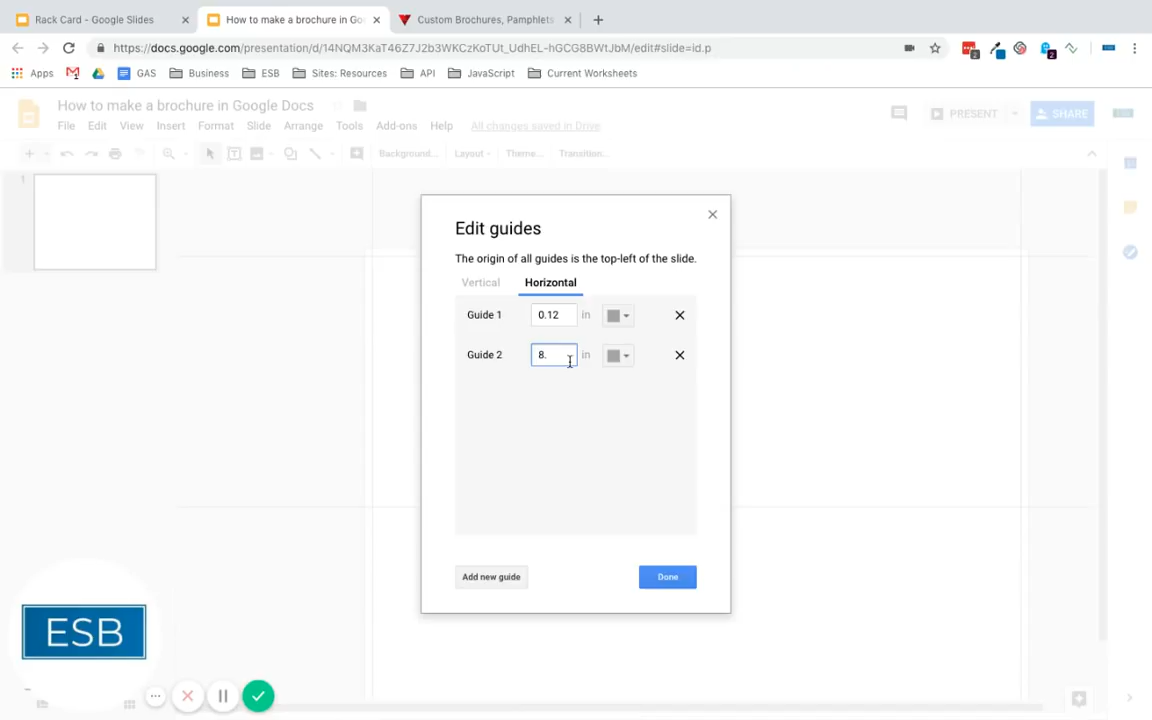 Rack Card - Google Slides
How to make a brochure in Go
Custom Brochures, Pamphlets
https://docs.google.com/presentation/d/14NQM3KaT46Z7J2b3WKCzKoTUt_UdhEL-hGCG8BWtJbM/edit#slide=id.p
Apps
GAS
Business
ESB
Sites: Resources
API
JavaScript
Current Worksheets
How to make a brochure in Google Docs
File Edit View Insert Format Slide Arrange Tools Add-ons Help All changes saved in Drive
PRESENT
SHARE
Background...
Layout
Theme...
Transition...
1
Edit guides
The origin of all guides is the top-left of the slide.
Vertical Horizontal
Guide 1 0.12 in
Guide 2 8. in
Add new guide
Done
ESB